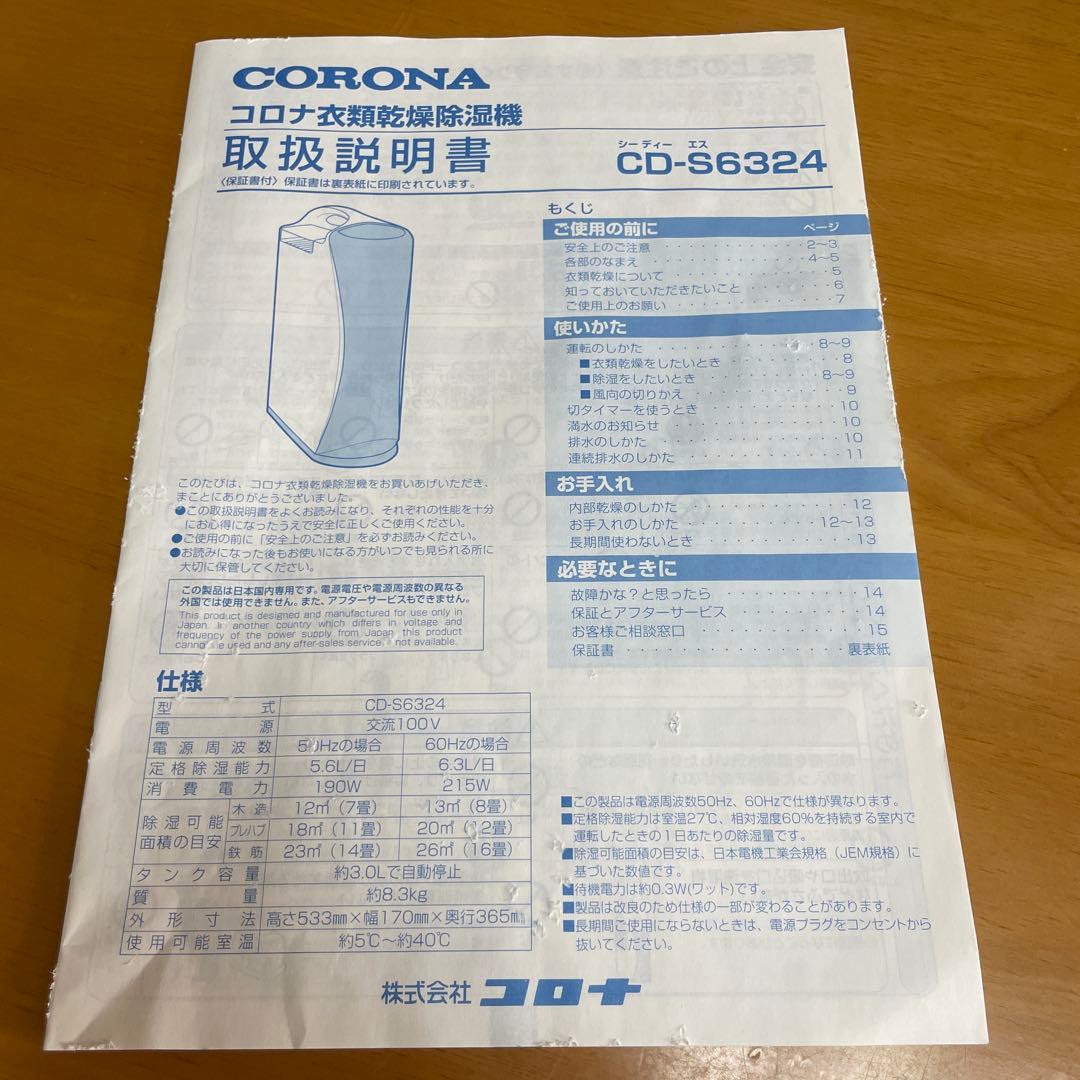 CORONA
コロナ衣類乾燥除湿機
取扱説明書
〈保証書付〉保証書は裏表紙に印刷されています。
シー ディー エス
CD-S6324
もくじ
ご使用の前に ページ
安全上のご注意 ・・・・・・・・・・・・ 2〜3
各部のなまえ ・・・・・・・・・・・・ 4〜5
衣類乾燥について ・・・・・・・・・・・・ 5
知っておいていただきたいこと ・・・・・・・ 6
ご使用上のお願い ・・・・・・・・・・・・ 7
使いかた
運転のしかた ・・・・・・・・・・・・ 8〜9
■衣類乾燥をしたいとき ・・・・・・・・・ 8
■除湿をしたいとき ・・・・・・・・・ 8〜9
■風向の切りかえ ・・・・・・・・・・・・ 9
切タイマーを使うとき ・・・・・・・・・・ 10
満水のお知らせ ・・・・・・・・・・・・ 10
排水のしかた ・・・・・・・・・・・・ 10
連続排水のしかた ・・・・・・・・・・・・ 11
お手入れ
内部乾燥のしかた ・・・・・・・・・・・・ 12
お手入れのしかた ・・・・・・・・・・ 12〜13
長期間使わないとき ・・・・・・・・・・・ 13
必要なときに
故障かな？と思ったら ・・・・・・・・・・ 14
保証とアフターサービス ・・・・・・・・・ 14
お客様ご相談窓口 ・・・・・・・・・・・・ 15
保証書 ・・・・・・・・・・・・・・ 裏表紙
このたびは、コロナ衣類乾燥除湿機をお買いあげいただき、
まことにありがとうございました。
●この取扱説明書をよくお読みになり、それぞれの性能を十分
にお心得になったうえで安全に正しくご使用ください。
●ご使用の前に「安全上のご注意」を必ずお読みください。
●お読みになった後もお使いになる方がいつでも見られる所に
大切に保管してください。
この製品は日本国内専用です。電源電圧や電源周波数の異なる
外国では使用できません。また、アフターサービスもできません。
This product is designed and manufactured for use only in
Japan. In another country which differs in voltage and
frequency of the power supply from Japan, this product
cannot be used and any after-sales service is not available.
仕様
型式 CD-S6324
電源 交流100V
電源周波数 50Hzの場合 60Hzの場合
定格除湿能力 5.6L/日 6.3L/日
消費電力 190W 215W
除湿可能面積の目安 木造 12㎡（7畳） 13㎡（8畳）
プレハブ 18㎡（11畳） 20㎡（12畳）
鉄筋 23㎡（14畳） 26㎡（16畳）
タンク容量 約3.0Lで自動停止
質量 約8.3kg
外形寸法 高さ533mm×幅170mm×奥行365mm
使用可能室温 約5℃〜約40℃
■この製品は電源周波数50Hz、60Hzで仕様が異なります。
■定格除湿能力は室温27℃、相対湿度60％を持続する室内で
運転したときの1日あたりの除湿量です。
■除湿可能面積の目安は、日本電機工業会規格（JEM規格）に
基づいた数値です。
■待機電力は約0.3W(ワット)です。
■製品は改良のため仕様の一部が変わることがあります。
■長期間ご使用にならないときは、電源プラグをコンセントから
抜いてください。
株式会社 コロナ